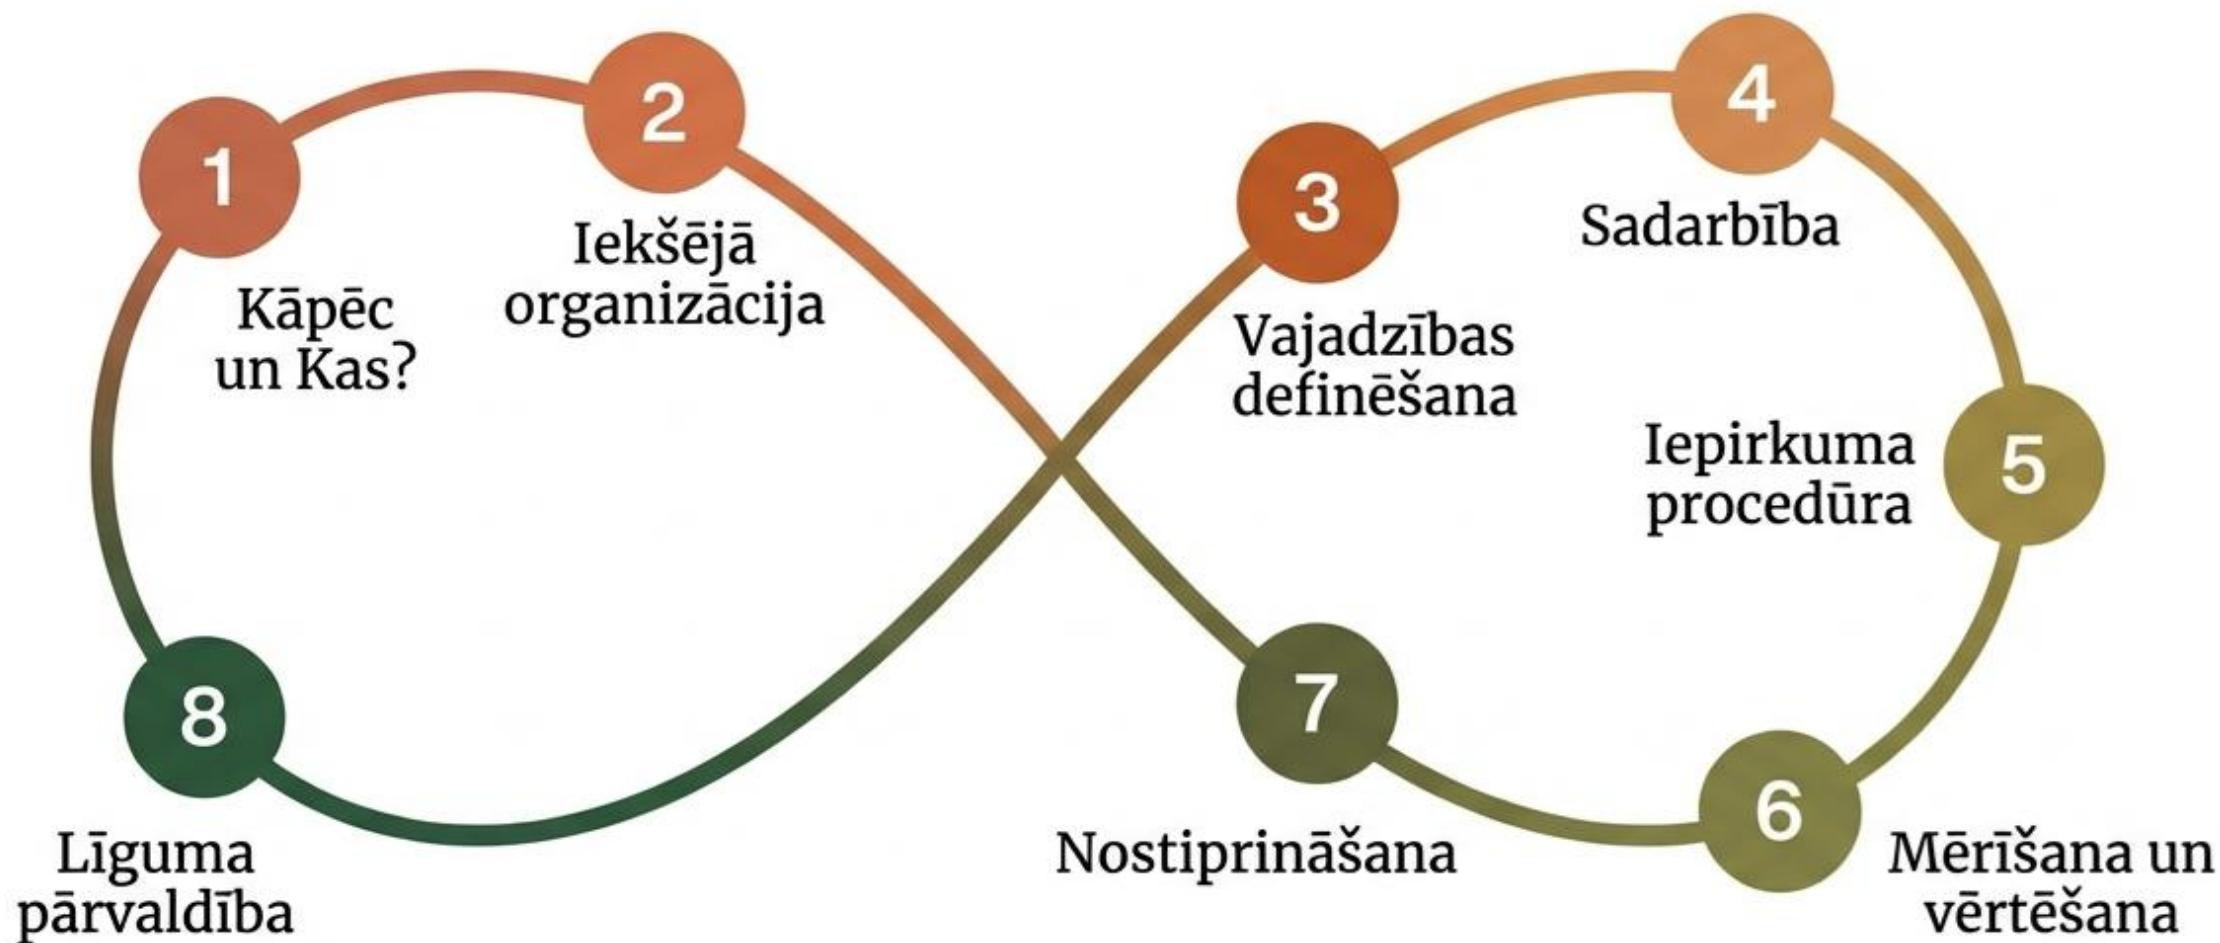 1
Kāpēc
un Kas?
2
Iekšējā
organizācija
3
Vajadzības
definēšana
4
Sadarbība
5
Iepirkuma
procedūra
6
Mērīšana un
vērtēšana
7
Nostiprināšana
8
Līguma
pārvaldība